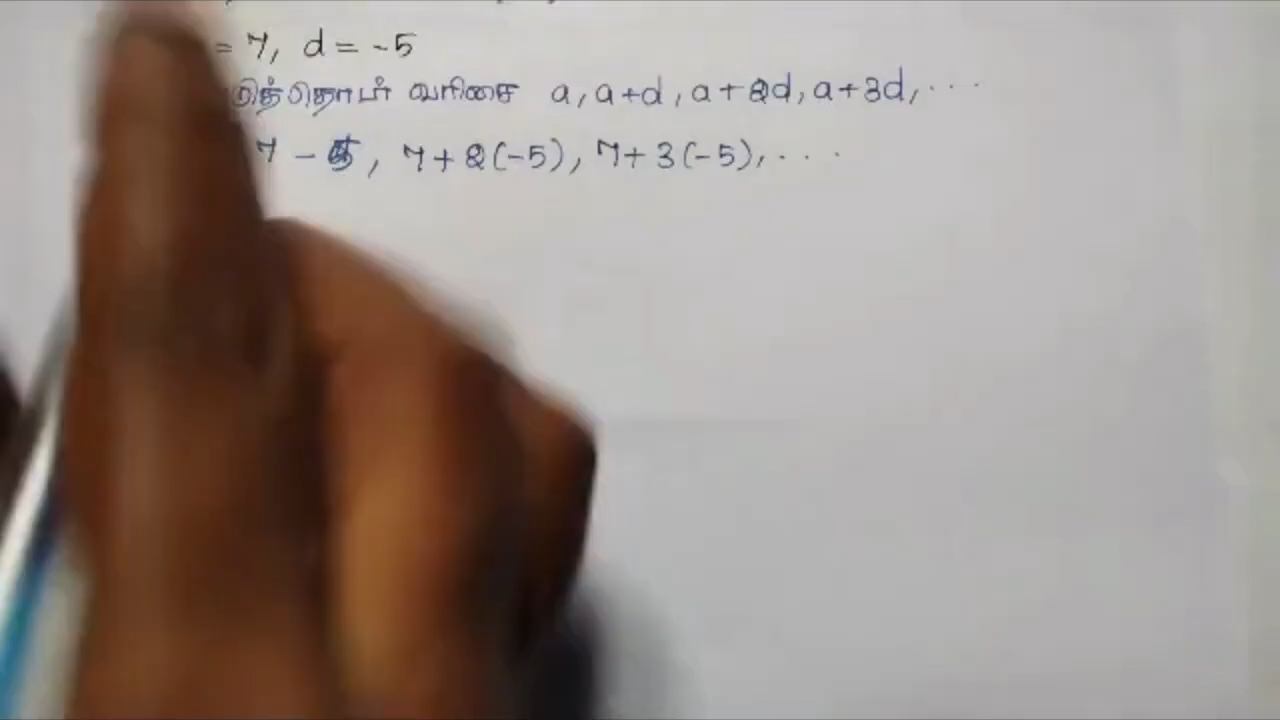 = 7, d = -5
டுத்தொடர் வரிசை a, a+d, a+2d, a+3d, ...
7 - 5, 7+2(-5), 7+3(-5), ...